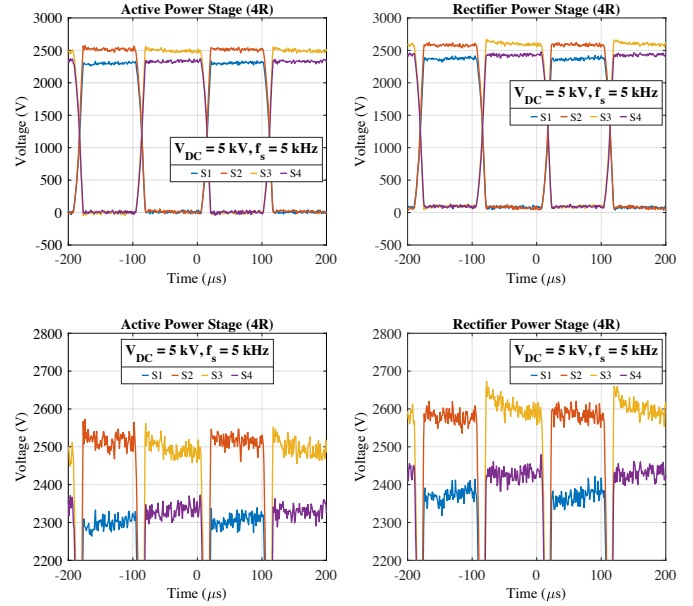 Active Power Stage (4R)
3000
2500
2000
1500
1000
500
0
-500
Voltage (V)
V_DC = 5 kV, f_s = 5 kHz
S1 S2 S3 S4
-200 -100 0 100 200
Time (μs)
Rectifier Power Stage (4R)
3000
2500
2000
1500
1000
500
0
-500
Voltage (V)
V_DC = 5 kV, f_s = 5 kHz
S1 S2 S3 S4
-200 -100 0 100 200
Time (μs)
Active Power Stage (4R)
2800
2700
2600
2500
2400
2300
2200
Voltage (V)
V_DC = 5 kV, f_s = 5 kHz
S1 S2 S3 S4
-200 -100 0 100 200
Time (μs)
Rectifier Power Stage (4R)
2800
2700
2600
2500
2400
2300
2200
Voltage (V)
V_DC = 5 kV, f_s = 5 kHz
S1 S2 S3 S4
-200 -100 0 100 200
Time (μs)